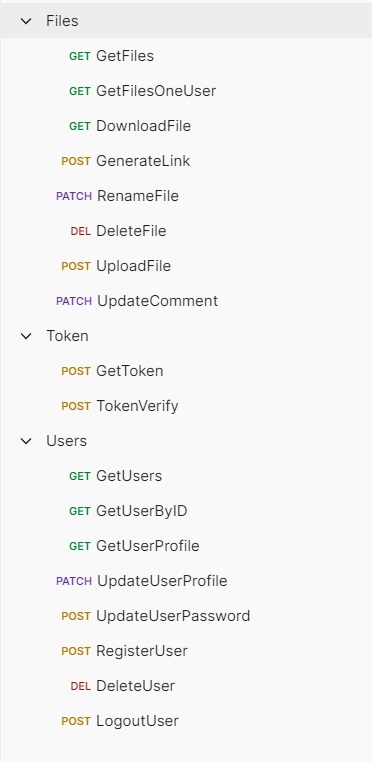 Files
GET GetFiles
GET GetFilesOneUser
GET DownloadFile
POST GenerateLink
PATCH RenameFile
DEL DeleteFile
POST UploadFile
PATCH UpdateComment
Token
POST GetToken
POST TokenVerify
Users
GET GetUsers
GET GetUserByID
GET GetUserProfile
PATCH UpdateUserProfile
POST UpdateUserPassword
POST RegisterUser
DEL DeleteUser
POST LogoutUser